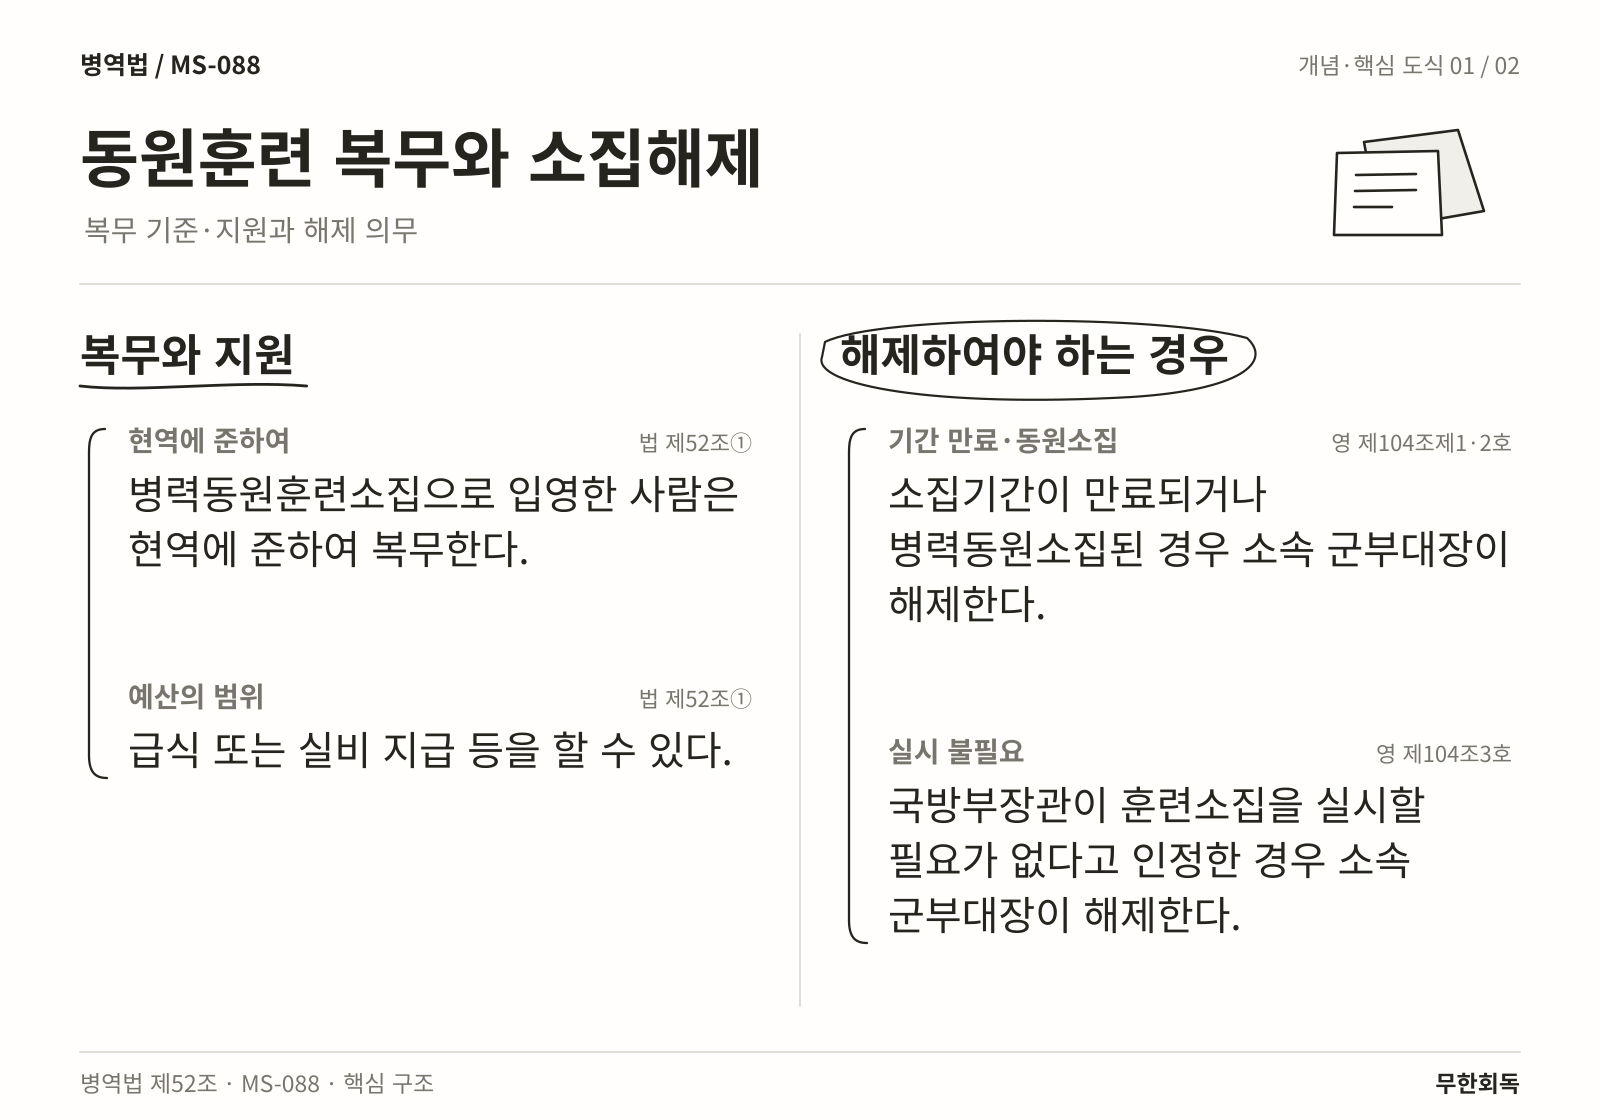 병역법 / MS-088
개념·핵심 도식 01 / 02
동원훈련 복무와 소집해제
복무 기준·지원과 해제 의무
복무와 지원
현역에 준하여
법 제52조①
병력동원훈련소집으로 입영한 사람은
현역에 준하여 복무한다.
예산의 범위
법 제52조①
급식 또는 실비 지급 등을 할 수 있다.
해제하여야 하는 경우
기간 만료·동원소집
영 제104조제1·2호
소집기간이 만료되거나
병력동원소집된 경우 소속 군부대장이
해제한다.
실시 불필요
영 제104조3호
국방부장관이 훈련소집을 실시할
필요가 없다고 인정한 경우 소속
군부대장이 해제한다.
병역법 제52조 · MS-088 · 핵심 구조
무한회독